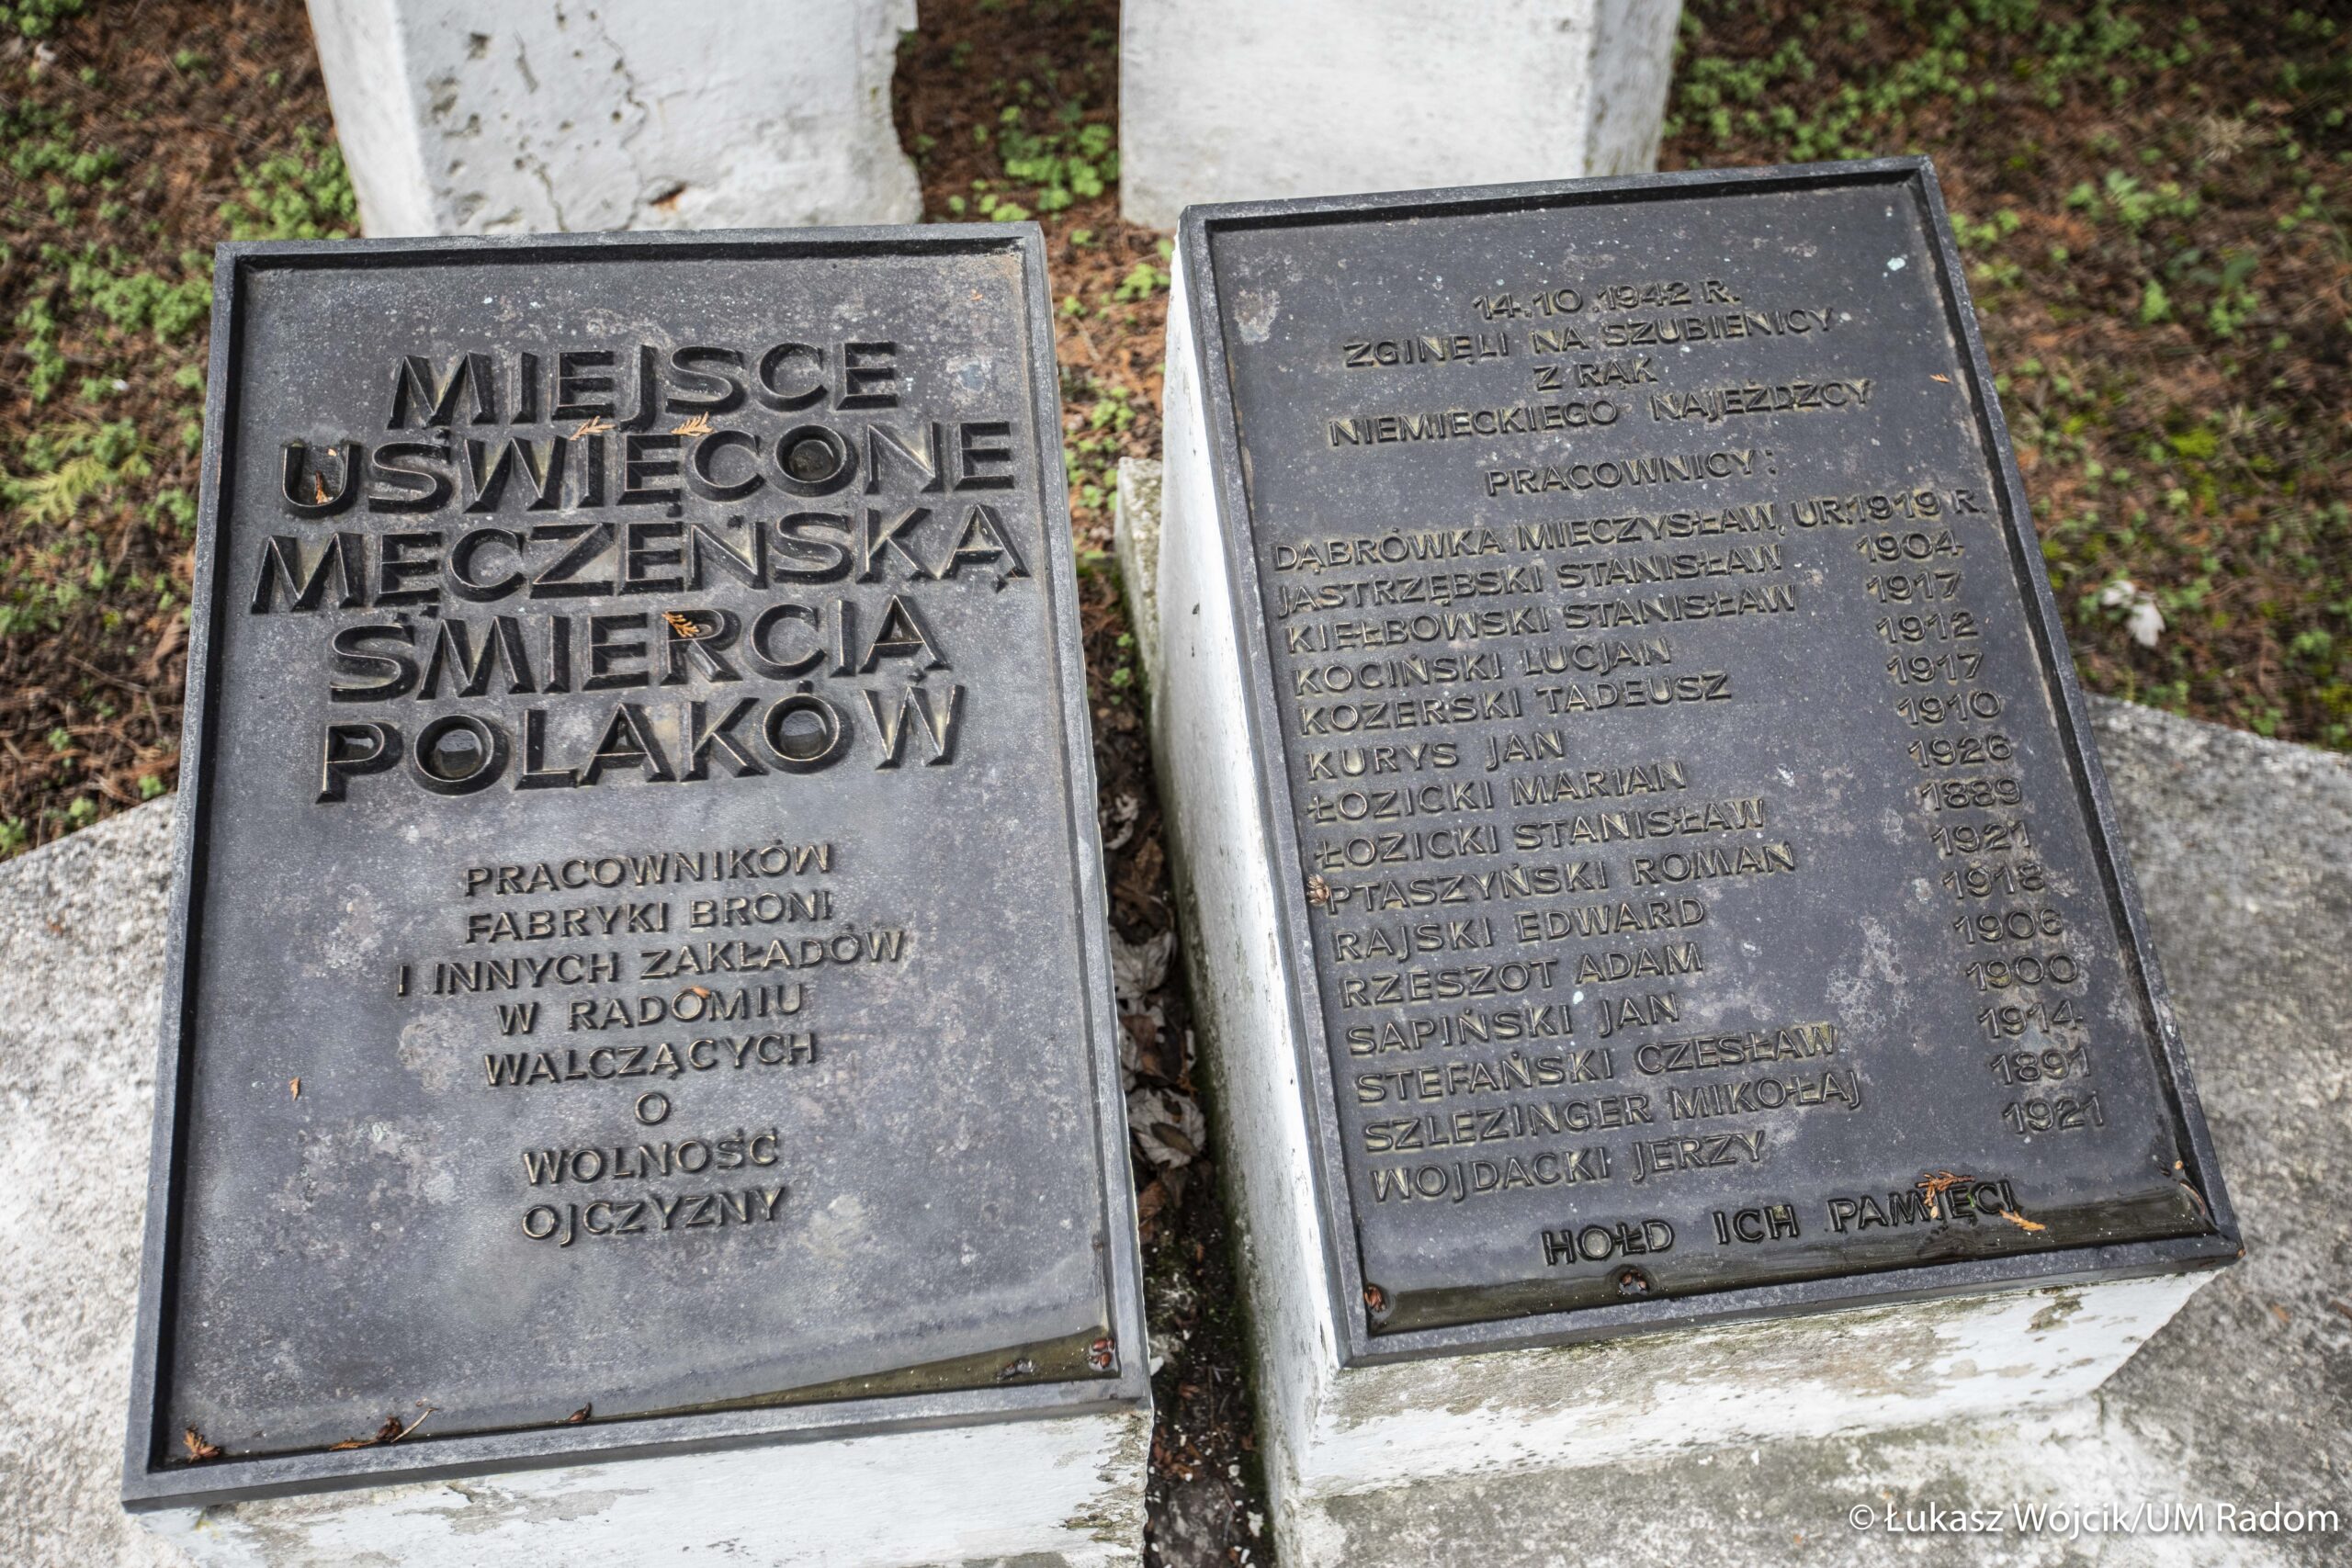 MIEJSCE
UŚWIĘCONE
MĘCZEŃSKĄ
ŚMIERCIĄ
POLAKÓW
PRACOWNIKÓW
FABRYKI BRONI
I INNYCH ZAKŁADÓW
W RADOMIU
WALCZĄCYCH
O
WOLNOŚĆ
OJCZYZNY
14.10.1942 R.
ZGINĘLI NA SZUBIENICY
Z RAK
NIEMIECKIEGO NAJEŹDZCY
PRACOWNICY:
DĄBRÓWKA MIECZYSŁAW, UR.1919 R.
JASTRZĘBSKI STANISŁAW 1904
KIEŁBOWSKI STANISŁAW 1917
KOCIŃSKI LUCJAN 1912
KOZERSKI TADEUSZ 1917
KURYS JAN 1910
ŁOZICKI MARIAN 1926
ŁOZICKI STANISŁAW 1889
PTASZYŃSKI ROMAN 1921
RAJSKI EDWARD 1918
RZESZOT ADAM 1906
SAPIŃSKI JAN 1900
STEFAŃSKI CZESŁAW 1914
SZLEZINGER MIKOŁAJ 1891
WOJDACKI JERZY 1921
HOŁD ICH PAMIĘCI
© Łukasz Wójcik/UM Radom